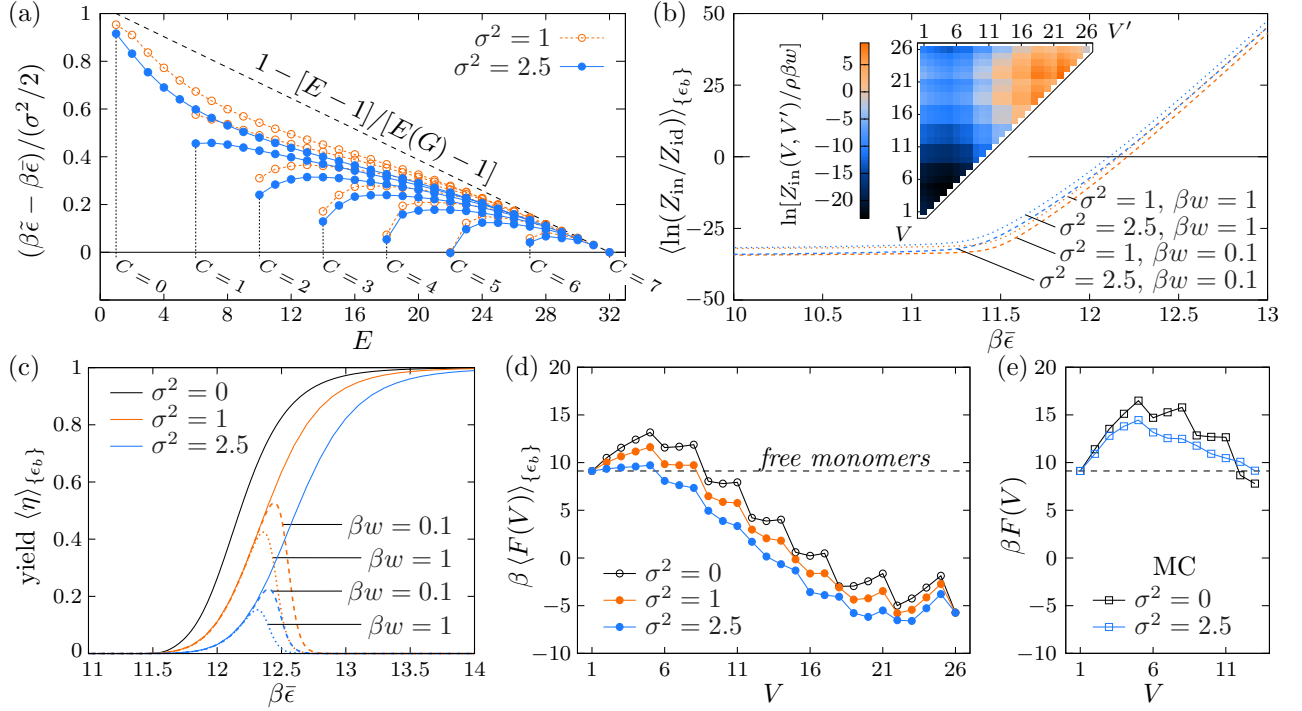 (a)
(βε̃ − βε̄)/(σ²/2)
1
0.8
0.6
0.4
0.2
0
σ² = 1
σ² = 2.5
1−[E−1]/[E(G)−1]
C = 0
C = 1
C = 2
C = 3
C = 4
C = 5
C = 6
C = 7
0 4 8 12 16 20 24 28 32
E
(b)
⟨ln(Z_in/Z_id)⟩_{ϵ_b}
50
25
0
−25
−50
ln[Z_in(V, V′)/ρβw]
5
0
−5
−10
−15
−20
1 6 11 16 21 26 V′
26
21
16
11
6
1
V
σ² = 1, βw = 1
σ² = 2.5, βw = 1
σ² = 1, βw = 0.1
σ² = 2.5, βw = 0.1
10 10.5 11 11.5 12 12.5 13
βε̄
(c)
yield ⟨η⟩_{ϵ_b}
1
0.8
0.6
0.4
0.2
0
σ² = 0
σ² = 1
σ² = 2.5
βw = 0.1
βw = 1
βw = 0.1
βw = 1
11 11.5 12 12.5 13 13.5 14
βε̄
(d)
β ⟨F(V)⟩_{ϵ_b}
20
15
10
5
0
−5
−10
free monomers
σ² = 0
σ² = 1
σ² = 2.5
1 6 11 16 21 26
V
(e)
βF(V)
20
15
10
5
0
−5
−10
MC
σ² = 0
σ² = 2.5
1 6 11
V